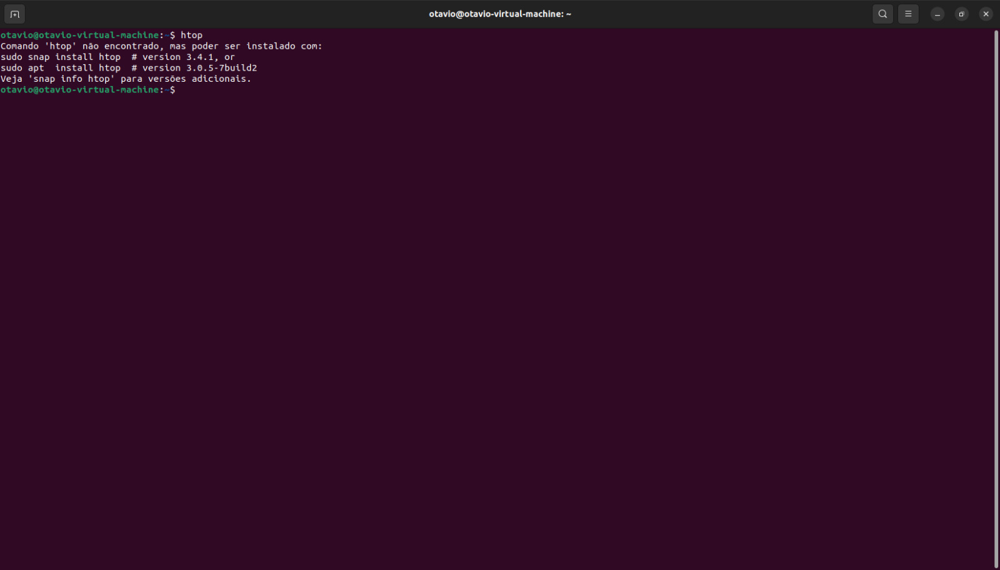 otavio@otavio-virtual-machine: ~
otavio@otavio-virtual-machine:~$ htop
Comando 'htop' não encontrado, mas poder ser instalado com:
sudo snap install htop  # version 3.4.1, or
sudo apt  install htop  # version 3.0.5-7build2
Veja 'snap info htop' para versões adicionais.
otavio@otavio-virtual-machine:~$